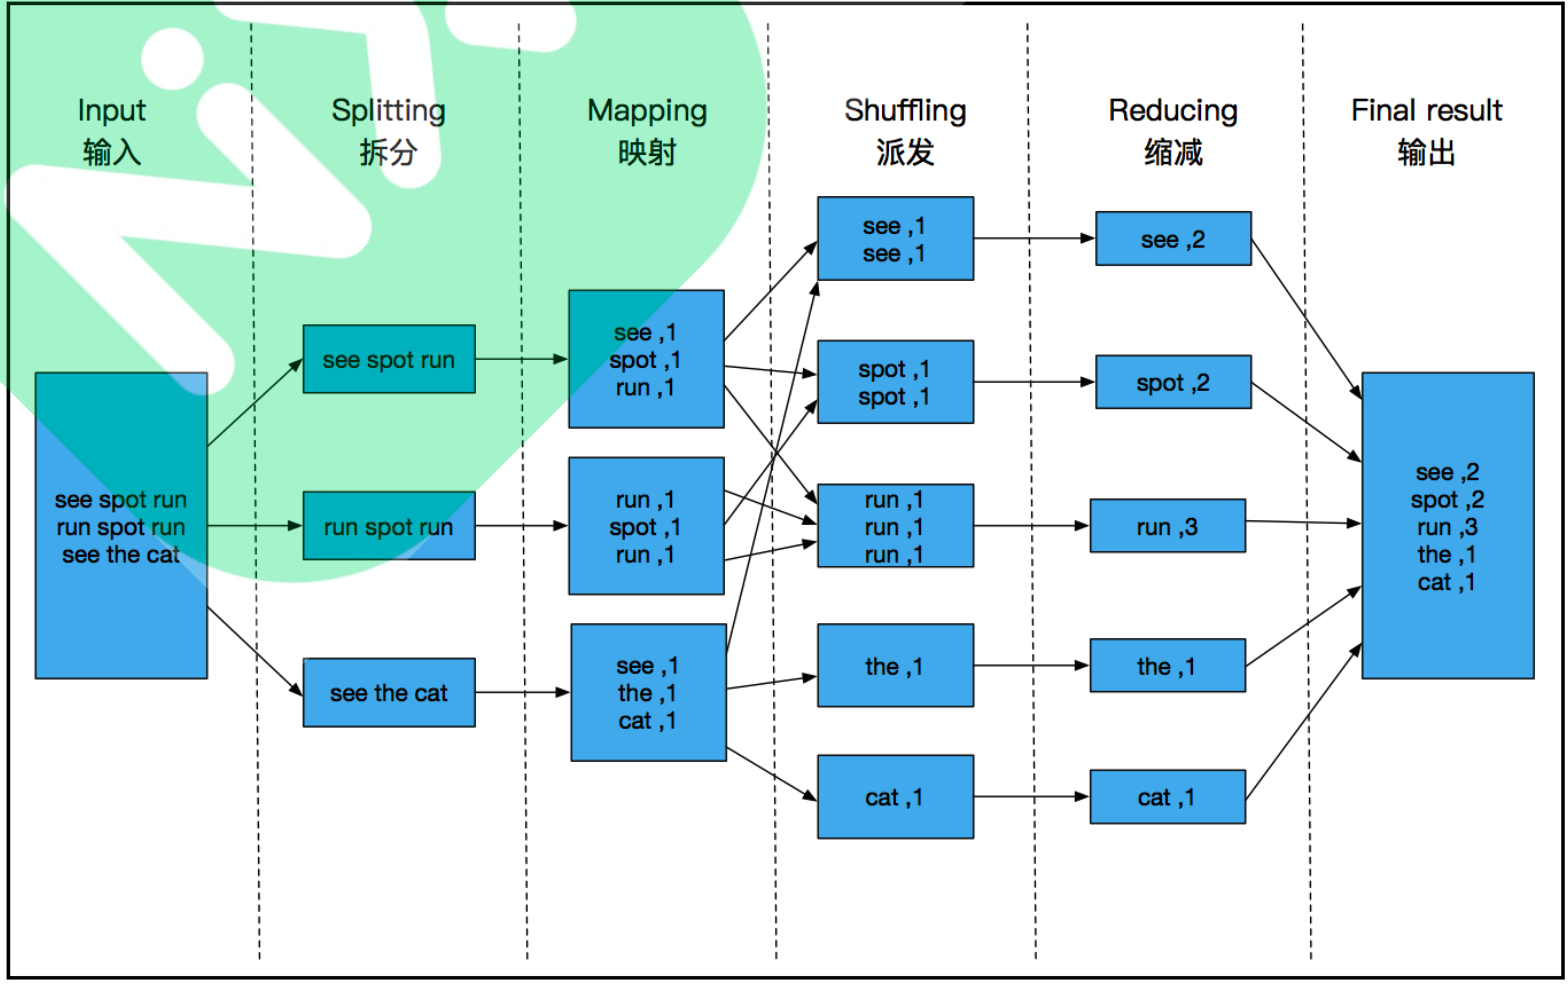 Input
输入
Splitting
拆分
Mapping
映射
Shuffling
派发
Reducing
缩减
Final result
输出
see spot run
run spot run
see the cat
see spot run
run spot run
see the cat
see ,1
spot ,1
run ,1
run ,1
spot ,1
run ,1
see ,1
the ,1
cat ,1
see ,1
see ,1
spot ,1
spot ,1
run ,1
run ,1
run ,1
the ,1
cat ,1
see ,2
spot ,2
run ,3
the ,1
cat ,1
see ,2
spot ,2
run ,3
the ,1
cat ,1